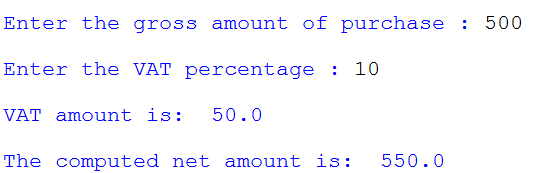 Enter the gross amount of purchase : 500
Enter the VAT percentage : 10
VAT amount is:  50.0
The computed net amount is:  550.0